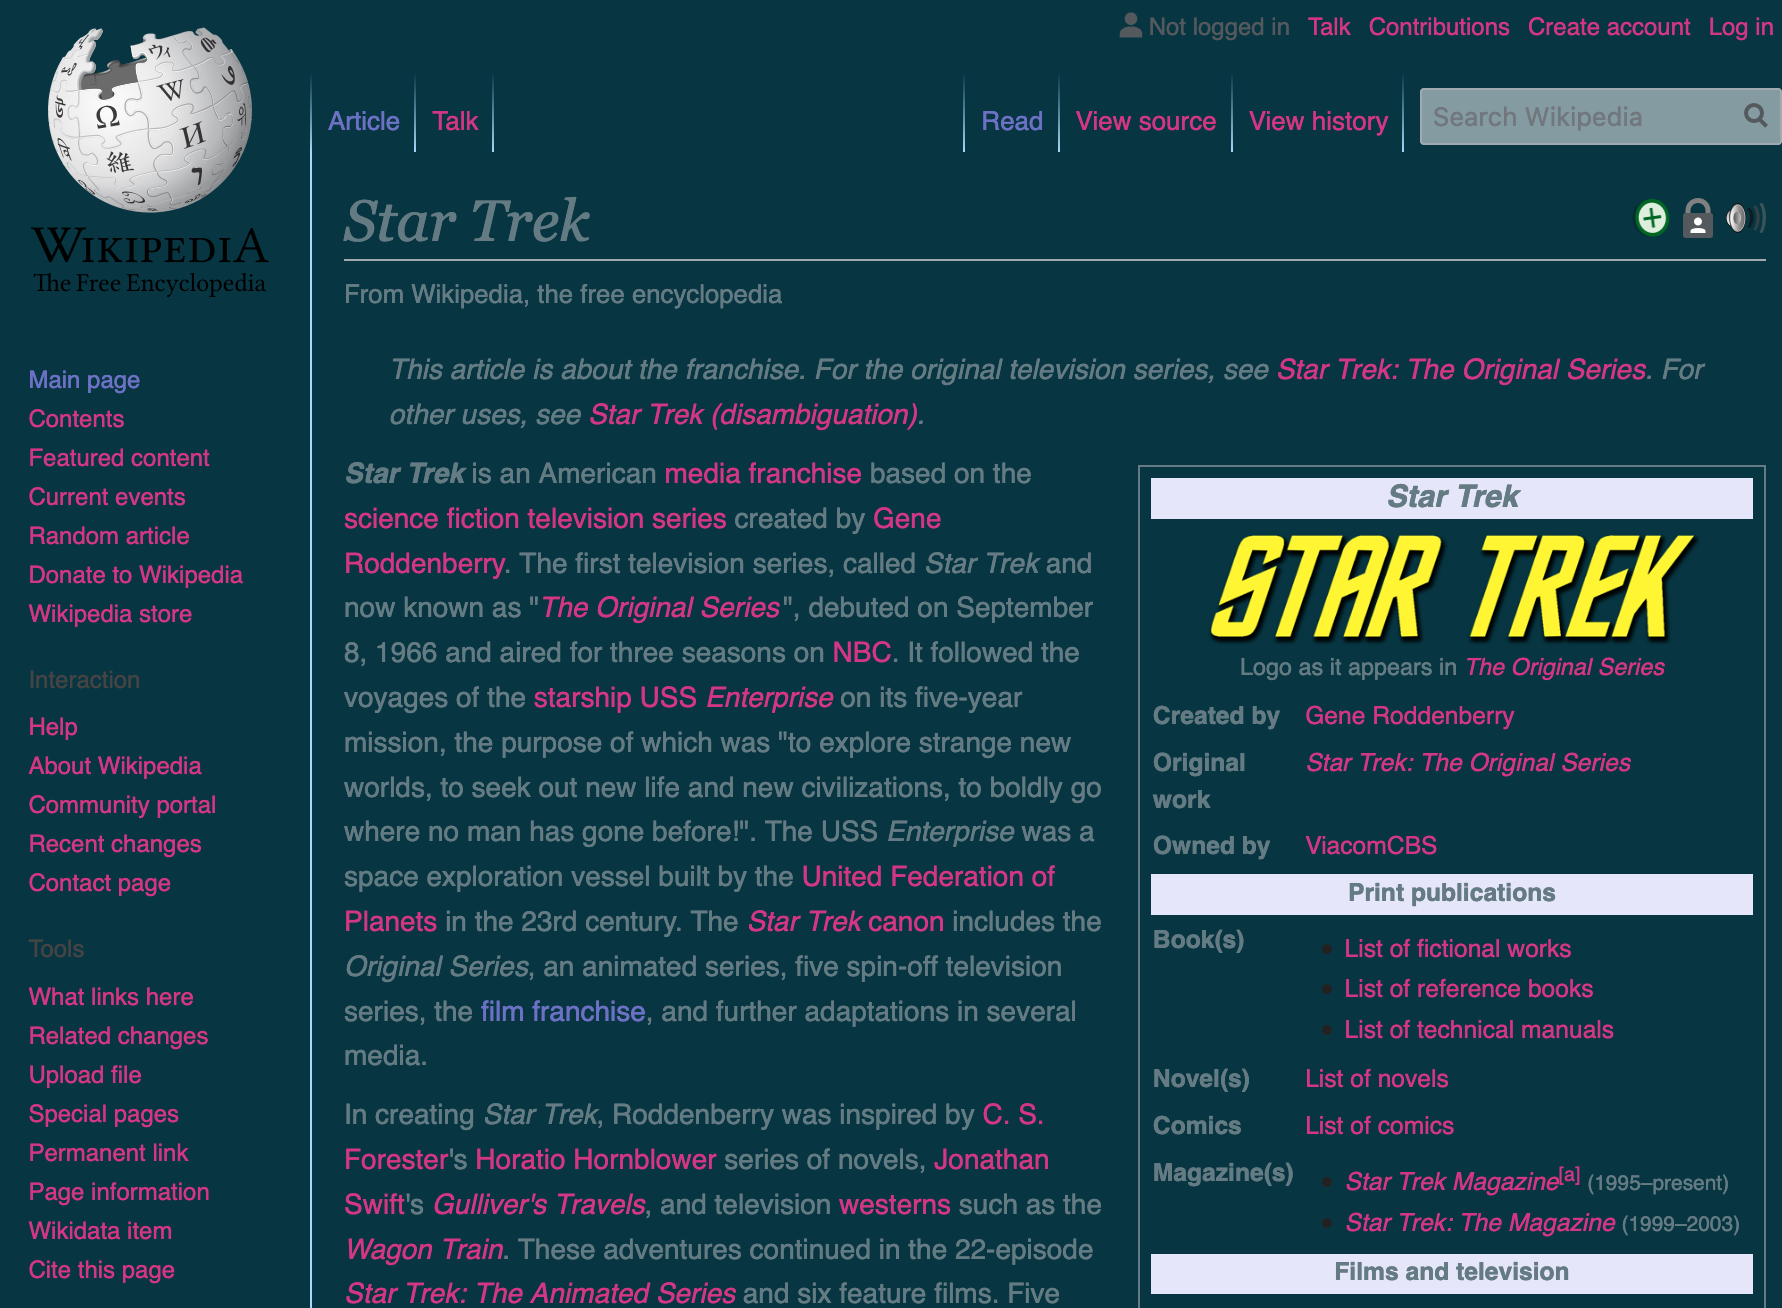 Not logged in Talk Contributions Create account Log in
Article Talk Read View source View history Search Wikipedia
WIKIPEDIA
The Free Encyclopedia
Main page
Contents
Featured content
Current events
Random article
Donate to Wikipedia
Wikipedia store
Interaction
Help
About Wikipedia
Community portal
Recent changes
Contact page
Tools
What links here
Related changes
Upload file
Special pages
Permanent link
Page information
Wikidata item
Cite this page
Star Trek
From Wikipedia, the free encyclopedia
This article is about the franchise. For the original television series, see Star Trek: The Original Series. For
other uses, see Star Trek (disambiguation).
Star Trek is an American media franchise based on the
science fiction television series created by Gene
Roddenberry. The first television series, called Star Trek and
now known as "The Original Series", debuted on September
8, 1966 and aired for three seasons on NBC. It followed the
voyages of the starship USS Enterprise on its five-year
mission, the purpose of which was "to explore strange new
worlds, to seek out new life and new civilizations, to boldly go
where no man has gone before!". The USS Enterprise was a
space exploration vessel built by the United Federation of
Planets in the 23rd century. The Star Trek canon includes the
Original Series, an animated series, five spin-off television
series, the film franchise, and further adaptations in several
media.
In creating Star Trek, Roddenberry was inspired by C. S.
Forester's Horatio Hornblower series of novels, Jonathan
Swift's Gulliver's Travels, and television westerns such as the
Wagon Train. These adventures continued in the 22-episode
Star Trek: The Animated Series and six feature films. Five
Star Trek
STAR TREK
Logo as it appears in The Original Series
Created by Gene Roddenberry
Original Star Trek: The Original Series
work
Owned by ViacomCBS
Print publications
Book(s) • List of fictional works
• List of reference books
• List of technical manuals
Novel(s) List of novels
Comics List of comics
Magazine(s) • Star Trek Magazine[a] (1995–present)
• Star Trek: The Magazine (1999–2003)
Films and television